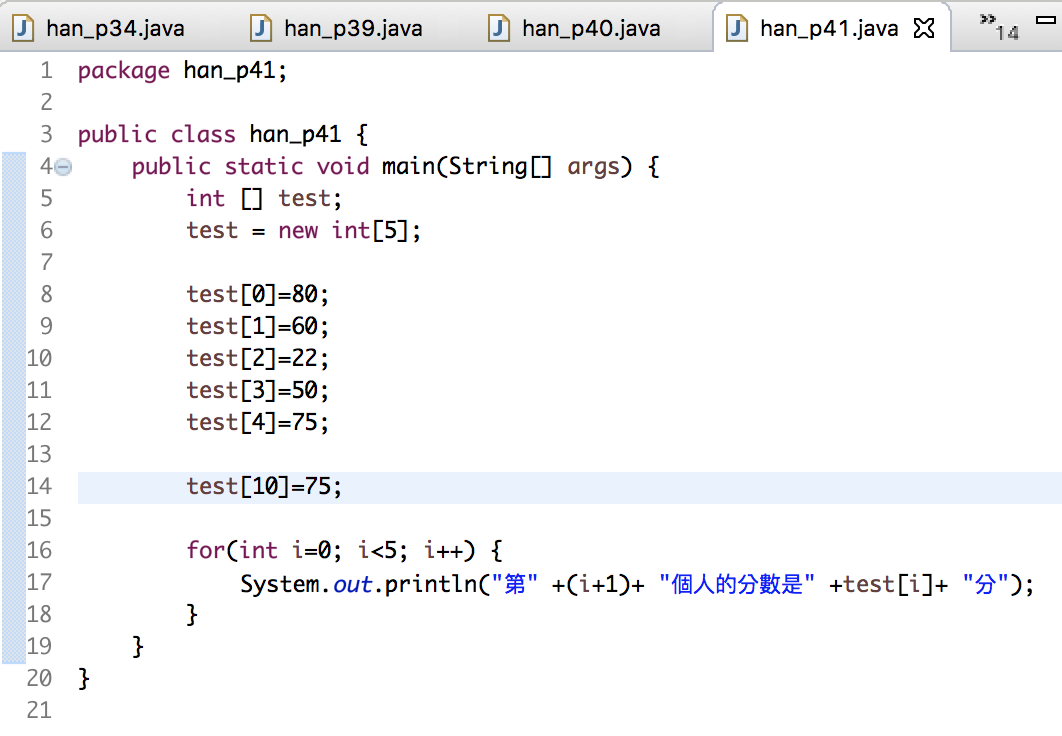 han_p34.java han_p39.java han_p40.java han_p41.java »14
1 package han_p41;
2
3 public class han_p41 {
4 public static void main(String[] args) {
5 int [] test;
6 test = new int[5];
7
8 test[0]=80;
9 test[1]=60;
10 test[2]=22;
11 test[3]=50;
12 test[4]=75;
13
14 test[10]=75;
15
16 for(int i=0; i<5; i++) {
17 System.out.println("第" +(i+1)+ "個人的分數是" +test[i]+ "分");
18 }
19 }
20 }
21